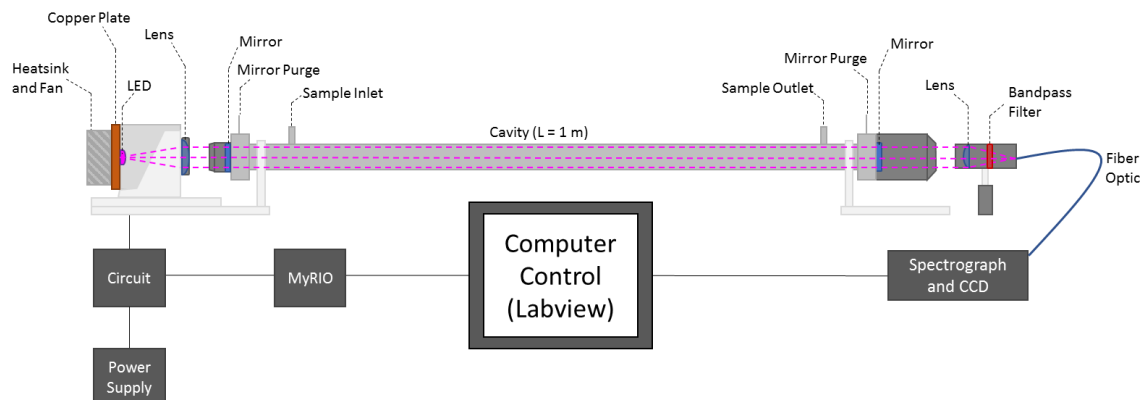 Copper Plate
Lens
Mirror
Mirror Purge
Heatsink
and Fan
LED
Sample Inlet
Cavity (L = 1 m)
Sample Outlet
Mirror Purge
Mirror
Lens
Bandpass
Filter
Fiber
Optic
Circuit
MyRIO
Computer
Control
(Labview)
Spectrograph
and CCD
Power
Supply